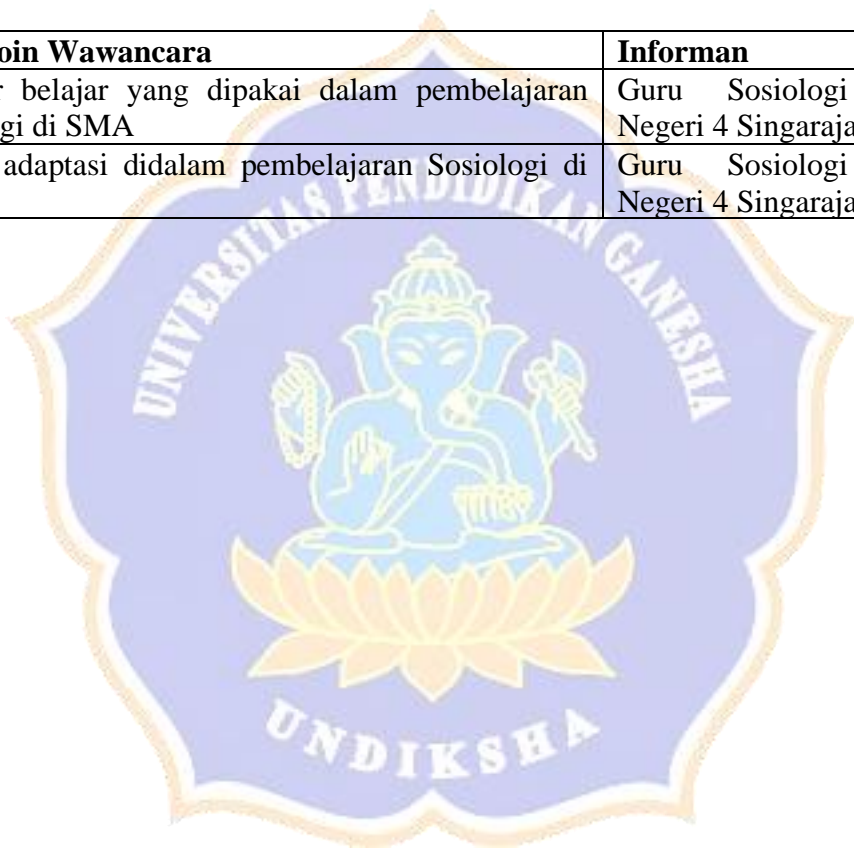 oin Wawancara Informan
belajar yang dipakai dalam pembelajaran Guru Sosiologi
gi di SMA Negeri 4 Singaraja
adaptasi didalam pembelajaran Sosiologi di Guru Sosiologi
Negeri 4 Singaraja
UNIVERSITAS PENDIDIKAN GANESHA
UNDIKSHA